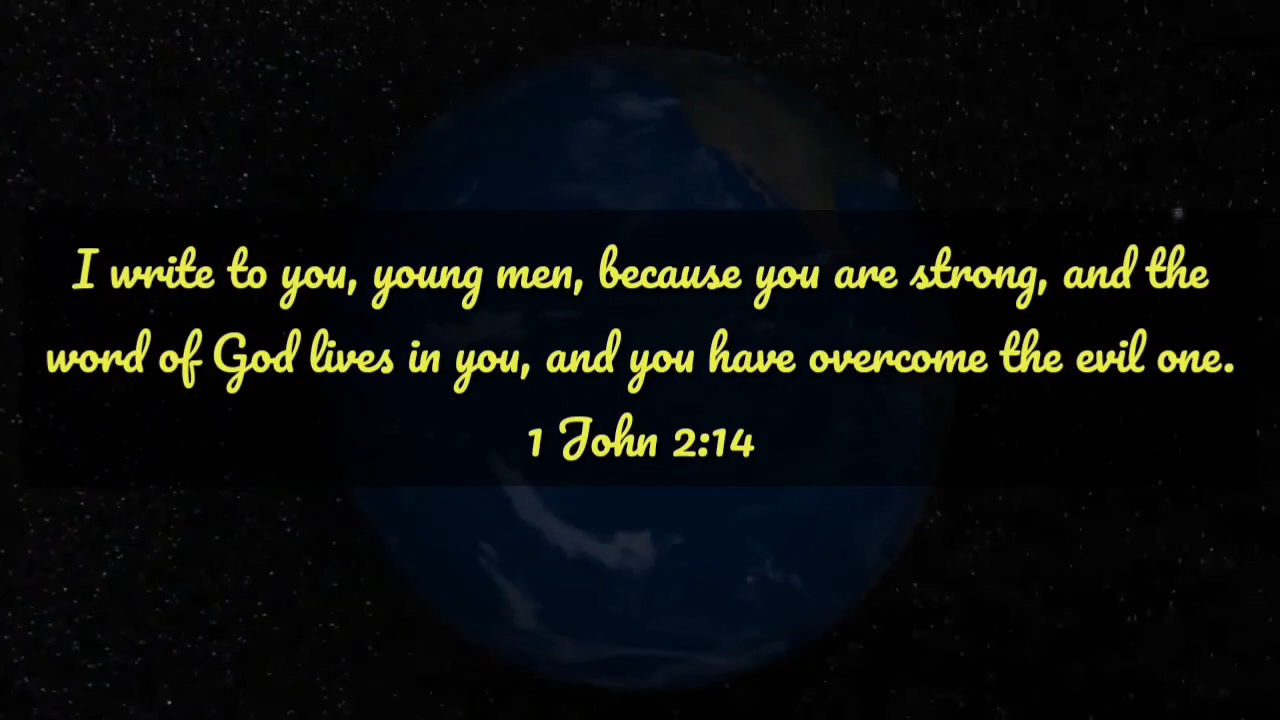 I write to you, young men, because you are strong, and the
word of God lives in you, and you have overcome the evil one.
1 John 2:14